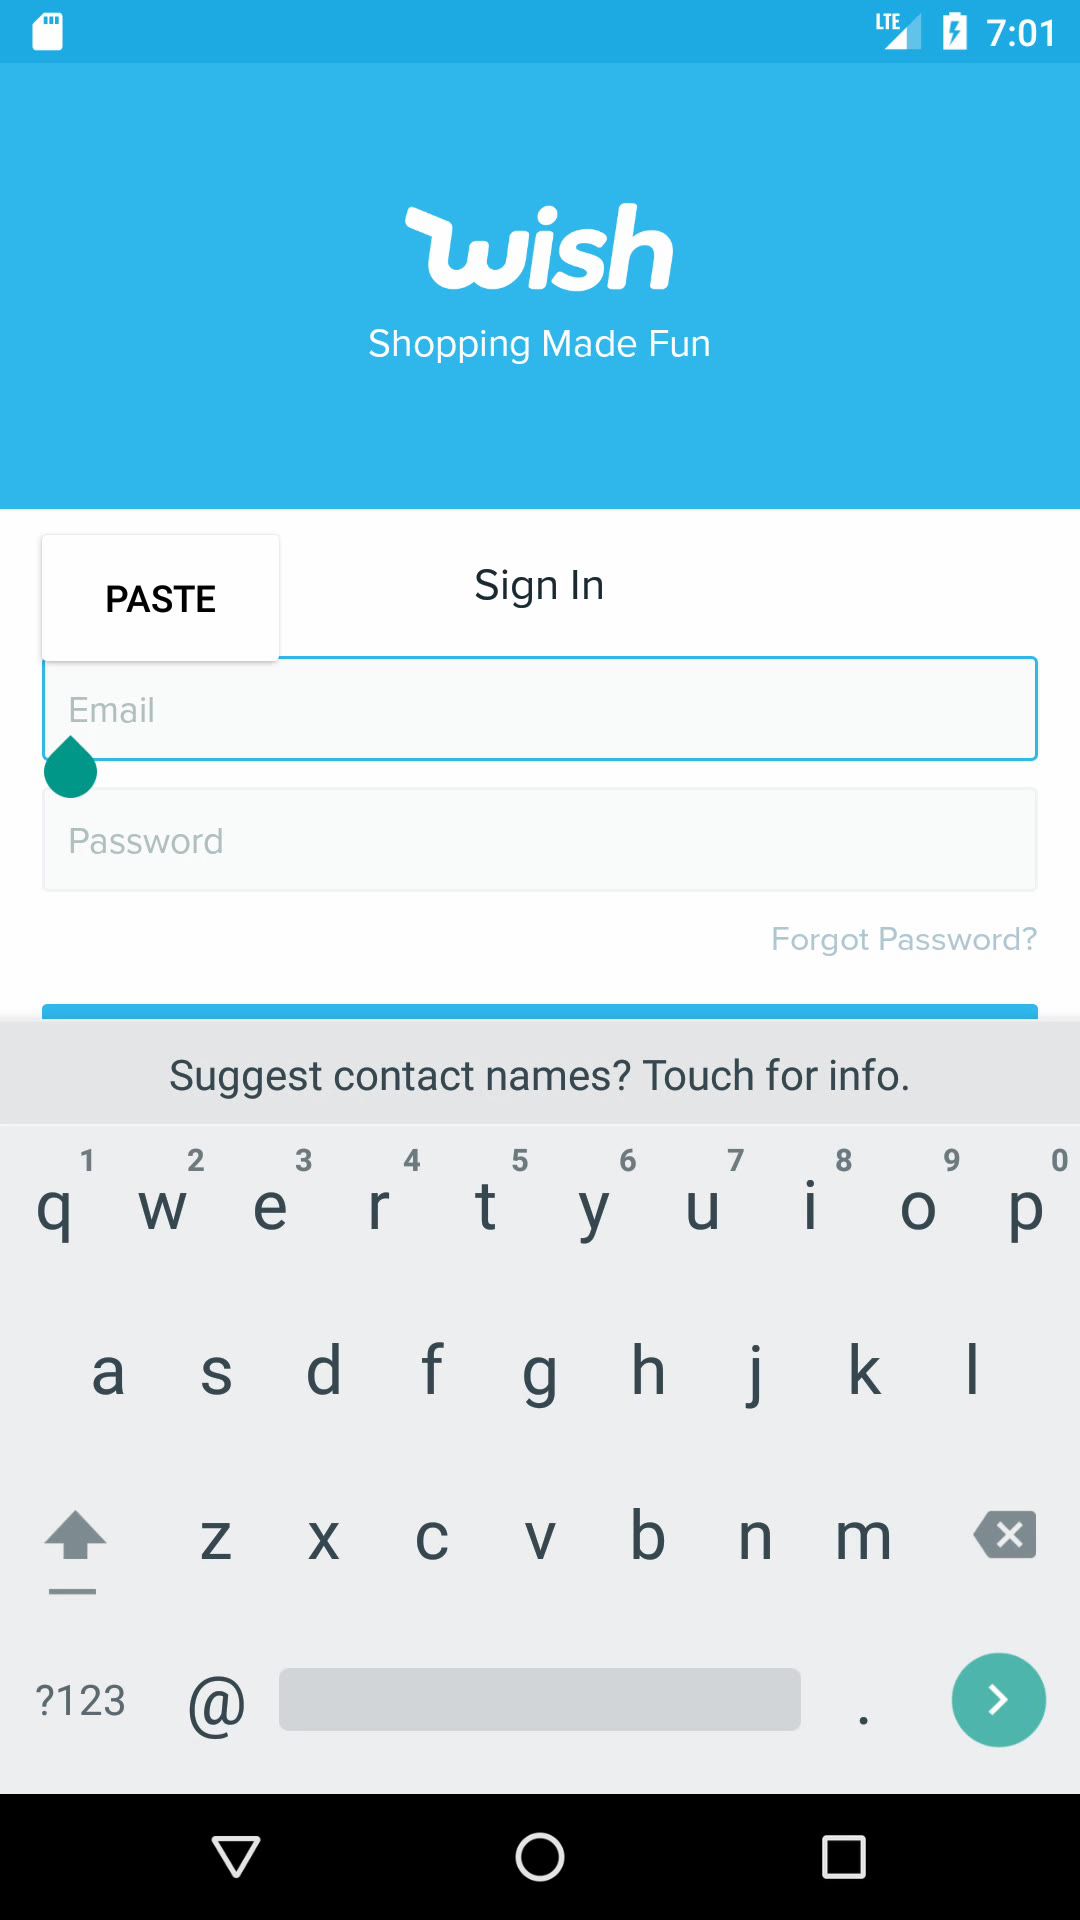 LTE 7:01
wish
Shopping Made Fun
PASTE
Sign In
Email
Password
Forgot Password?
Suggest contact names? Touch for info.
1 2 3 4 5 6 7 8 9 0
q w e r t y u i o p
a s d f g h j k l
z x c v b n m
?123 @ .